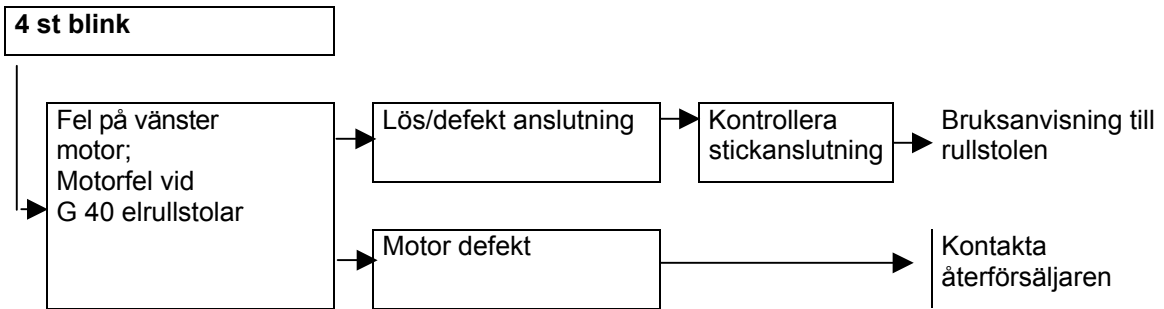 4 st blink
Fel på vänster
motor;
Motorfel vid
G 40 elrullstolar
Lös/defekt anslutning
Kontrollera
stickanslutning
Bruksanvisning till
rullstolen
Motor defekt
Kontakta
återförsäljaren